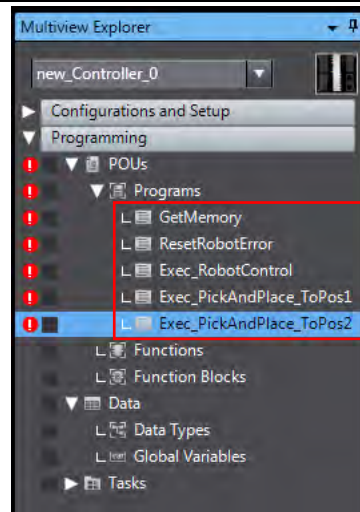 Multiview Explorer
new_Controller_0
Configurations and Setup
Programming
POUs
Programs
GetMemory
ResetRobotError
Exec_RobotControl
Exec_PickAndPlace_ToPos1
Exec_PickAndPlace_ToPos2
Functions
Function Blocks
Data
Data Types
Global Variables
Tasks